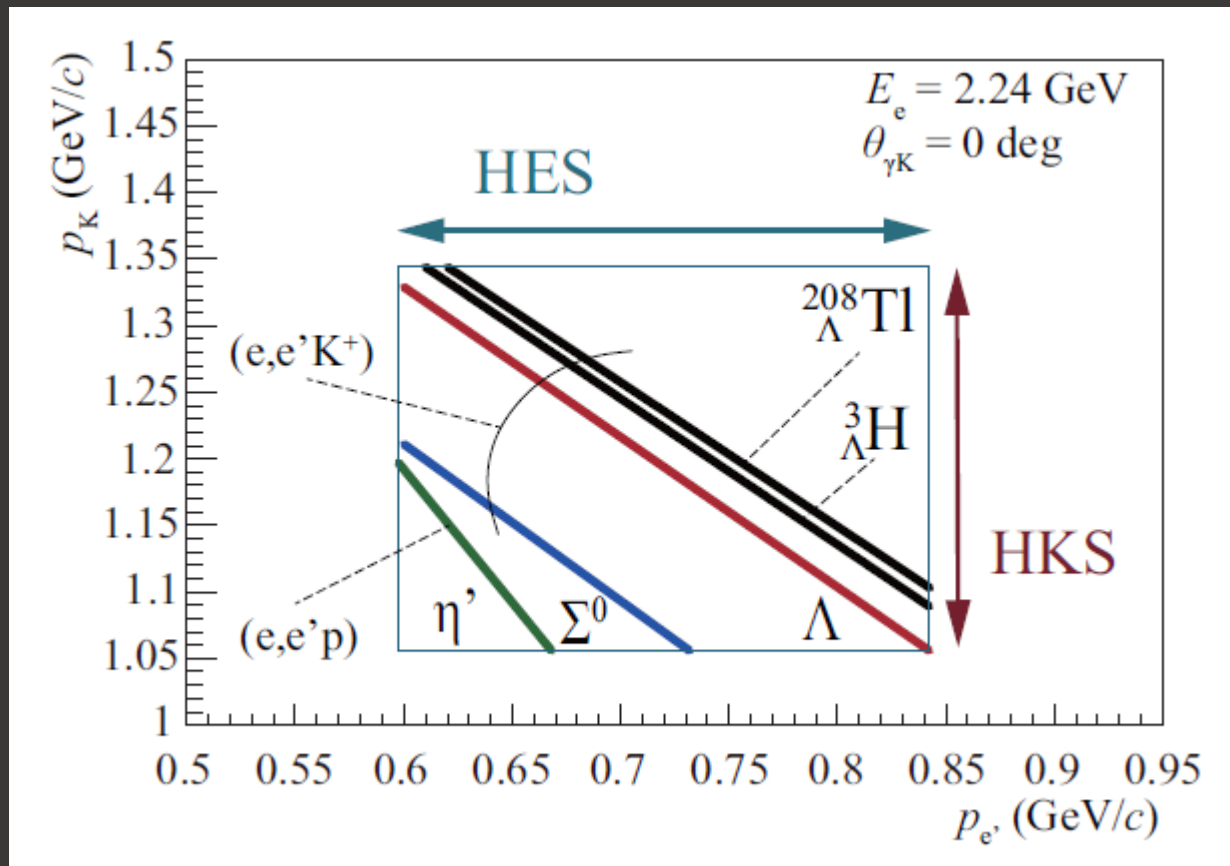 p_K (GeV/c)
1.5
1.45
1.4
1.35
1.3
1.25
1.2
1.15
1.1
1.05
1
E_e = 2.24 GeV
θ_γK = 0 deg
HES
²⁰⁸_ΛTl
(e,e’K⁺)
³_ΛH
HKS
(e,e’p)
η’
Σ⁰
Λ
0.5 0.55 0.6 0.65 0.7 0.75 0.8 0.85 0.9 0.95
p_e’ (GeV/c)